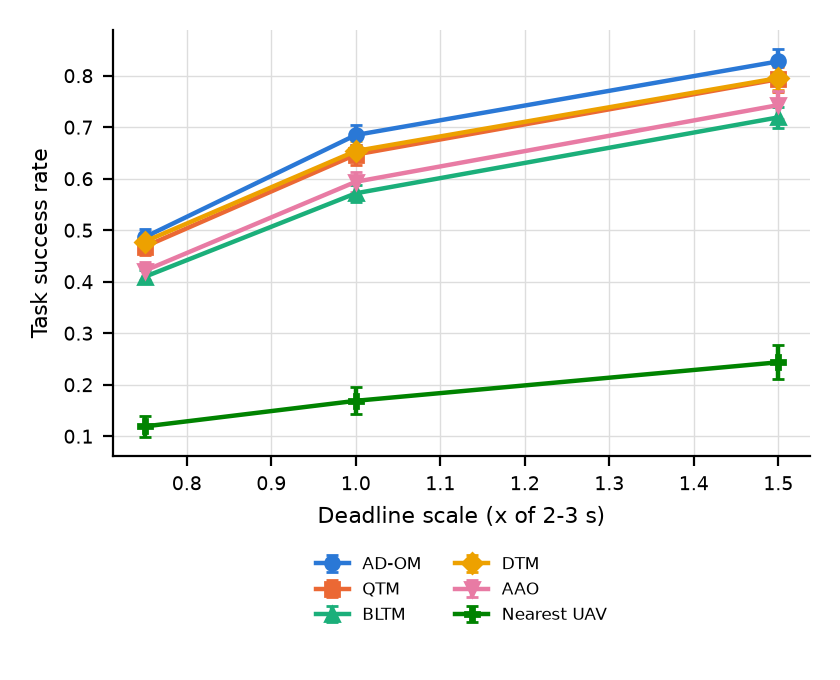 0.8
0.7
0.6
0.5
0.4
0.3
0.2
0.1
Task success rate
0.8 0.9 1.0 1.1 1.2 1.3 1.4 1.5
Deadline scale (x of 2-3 s)
AD-OM DTM
QTM AAO
BLTM Nearest UAV